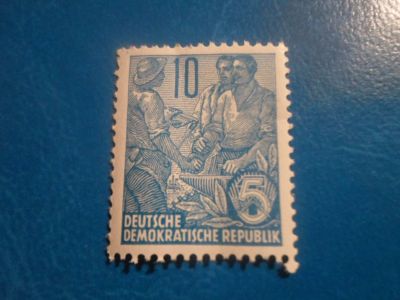 10
5
DEUTSCHE
DEMOKRATISCHE REPUBLIK